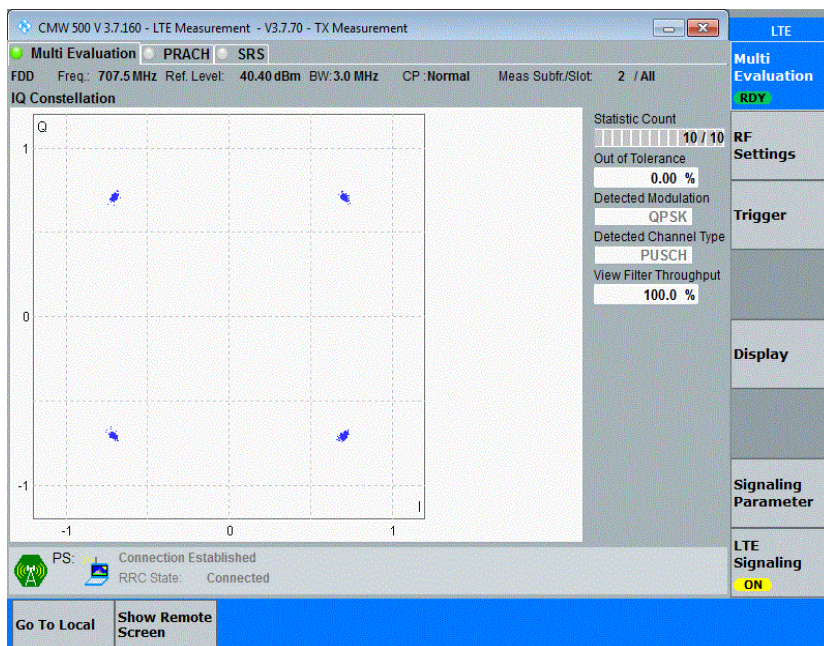 CMW 500 V 3.7.160 - LTE Measurement - V3.7.70 - TX Measurement
LTE
Multi Evaluation PRACH SRS
FDD Freq.: 707.5 MHz Ref. Level: 40.40 dBm BW: 3.0 MHz CP : Normal Meas Subfr./Slot: 2 / All
IQ Constellation
Q
1
0
-1
I
-1 0 1
Statistic Count
10 / 10
Out of Tolerance
0.00 %
Detected Modulation
QPSK
Detected Channel Type
PUSCH
View Filter Throughput
100.0 %
Multi
Evaluation
RDY
RF
Settings
Trigger
Display
Signaling
Parameter
LTE
Signaling
ON
PS: Connection Established
RRC State: Connected
Go To Local
Show Remote
Screen